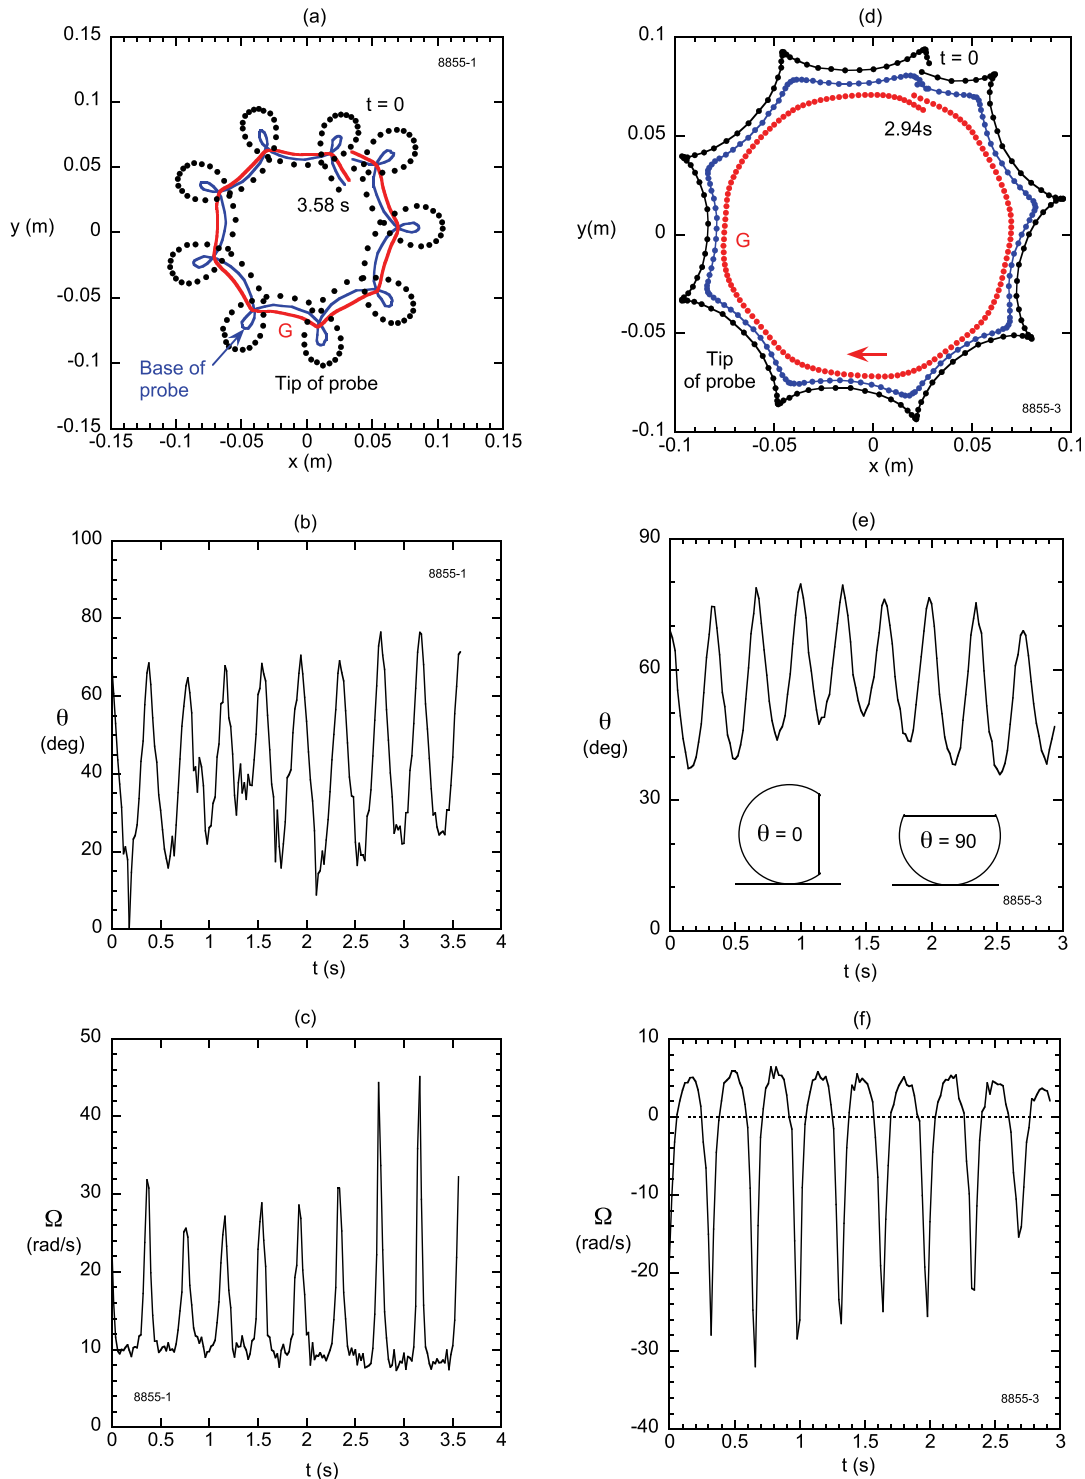 (a)
0.15
0.1
0.05
0
-0.05
-0.1
-0.15
y (m)
8855-1
t = 0
3.58 s
G
Base of
probe
Tip of probe
-0.15 -0.1 -0.05 0 0.05 0.1 0.15
x (m)
(d)
0.1
0.05
0
-0.05
-0.1
y(m)
t = 0
2.94s
G
Tip
of probe
8855-3
-0.1 -0.05 0 0.05 0.1
x (m)
(b)
100
80
60
40
20
0
θ
(deg)
8855-1
0 0.5 1 1.5 2 2.5 3 3.5 4
t (s)
(e)
90
60
30
0
θ
(deg)
θ = 0
θ = 90
8855-3
0 0.5 1 1.5 2 2.5 3
t (s)
(c)
50
40
30
20
10
0
Ω
(rad/s)
8855-1
0 0.5 1 1.5 2 2.5 3 3.5 4
t (s)
(f)
10
0
-10
-20
-30
-40
Ω
(rad/s)
8855-3
0 0.5 1 1.5 2 2.5 3
t (s)